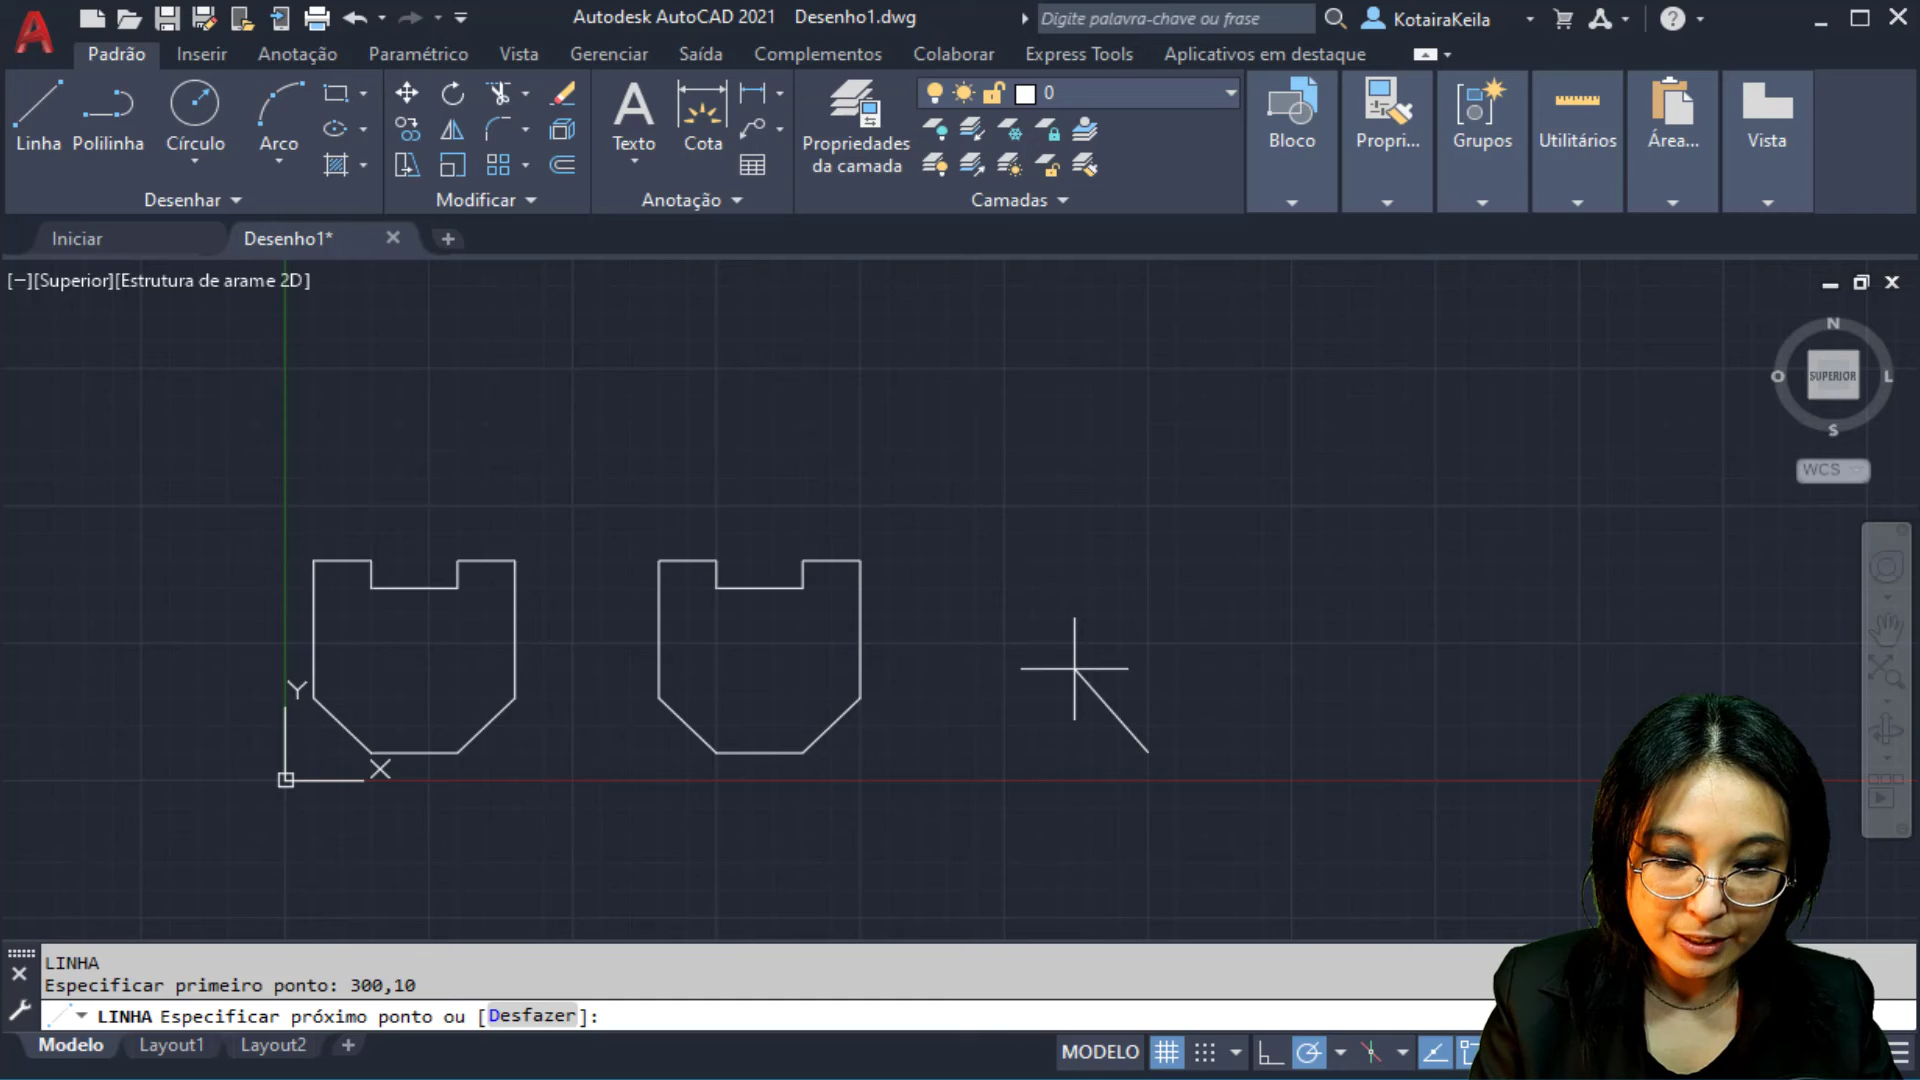 Autodesk AutoCAD 2021 Desenho1.dwg
Digite palavra-chave ou frase
KotairaKeila
Padrão Inserir Anotação Paramétrico Vista Gerenciar Saída Complementos Colaborar Express Tools Aplicativos em destaque
Linha Polilinha Círculo Arco
Texto Cota
Propriedades da camada
0
Bloco Propri... Grupos Utilitários Área... Vista
Desenhar Modificar Anotação Camadas
Iniciar Desenho1*
[−][Superior][Estrutura de arame 2D]
N
O SUPERIOR L
S
WCS
Y
X
LINHA
Especificar primeiro ponto: 300,10
LINHA Especificar próximo ponto ou [Desfazer]:
Modelo Layout1 Layout2 +
MODELO